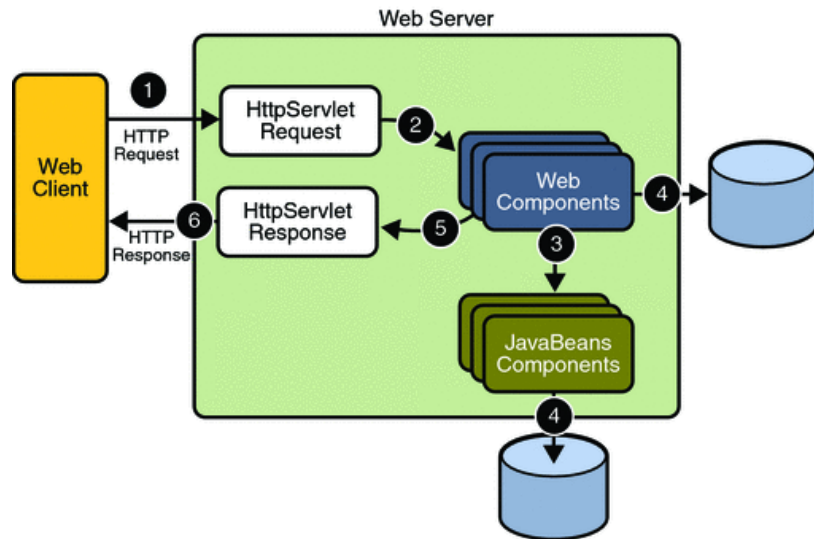 Web Server
1
HTTP
Request
Web
Client
HttpServlet
Request
2
Web
Components
4
6
HTTP
Response
HttpServlet
Response
5
3
JavaBeans
Components
4